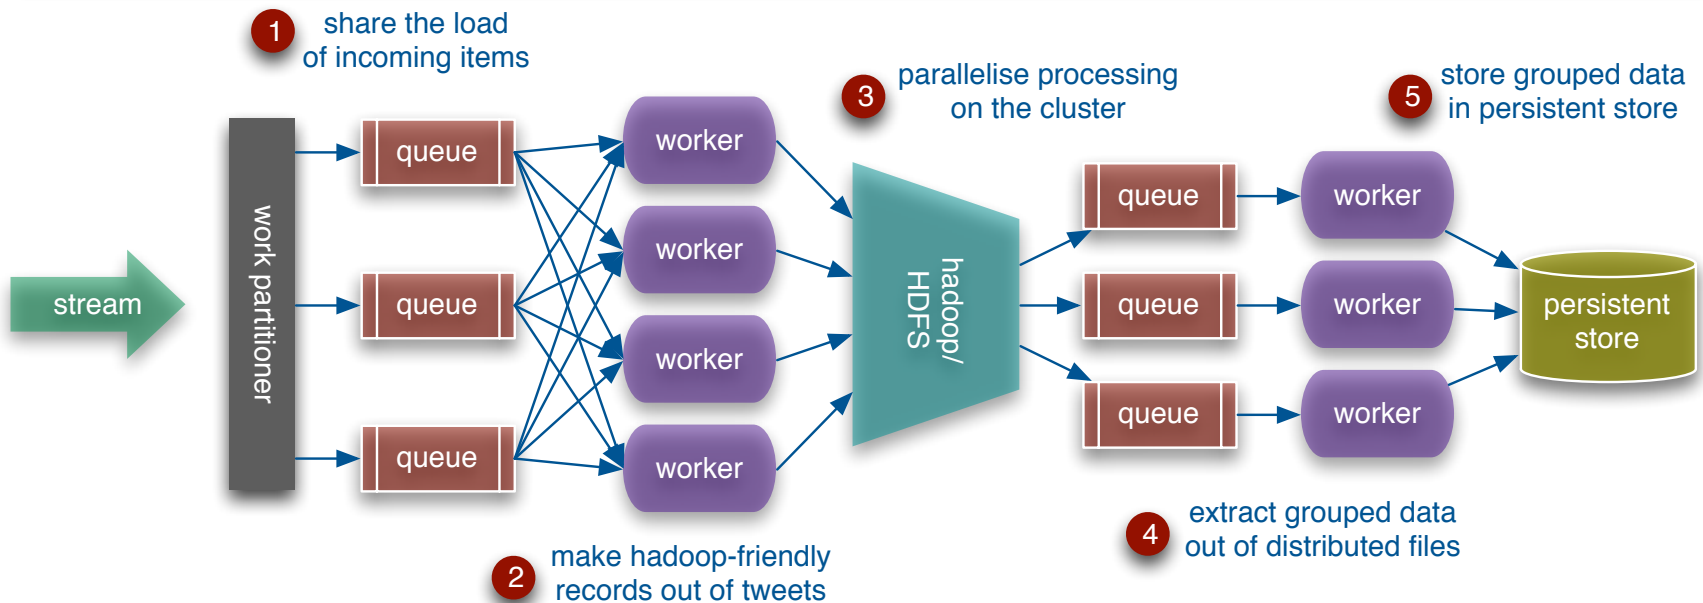 1
share the load
of incoming items
3
parallelise processing
on the cluster
5
store grouped data
in persistent store
stream
work partitioner
queue
queue
queue
worker
worker
worker
worker
hadoop/
HDFS
queue
queue
queue
worker
worker
worker
persistent
store
2
make hadoop-friendly
records out of tweets
4
extract grouped data
out of distributed files